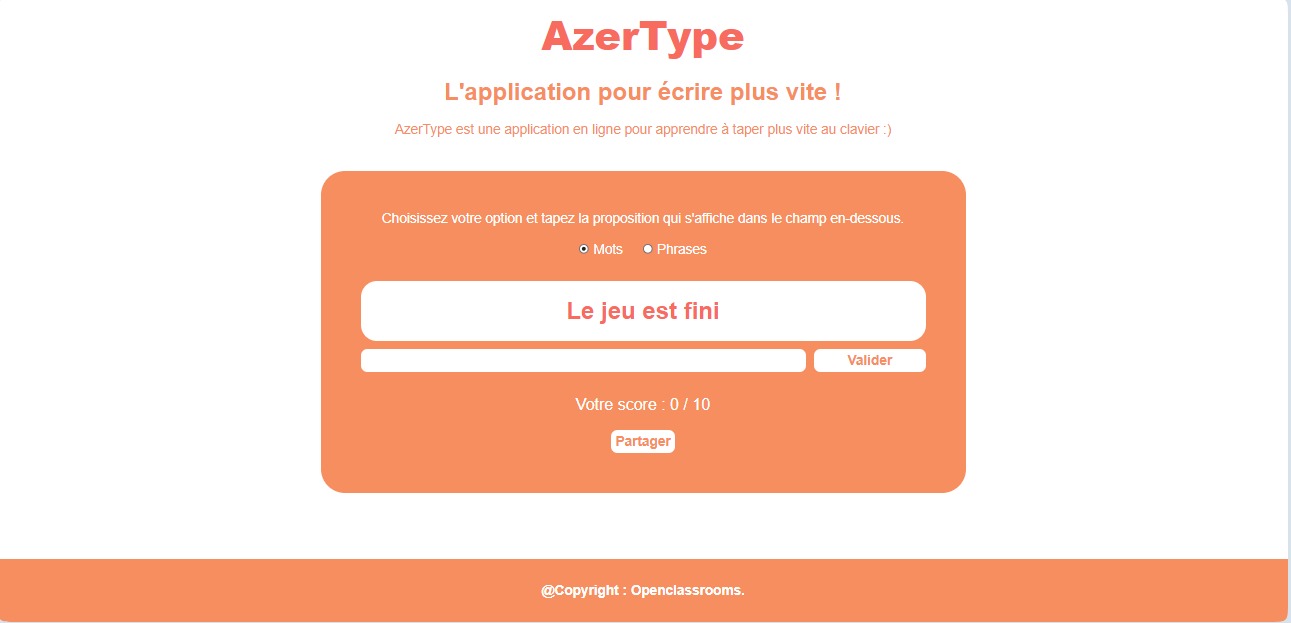 AzerType
L'application pour écrire plus vite !
AzerType est une application en ligne pour apprendre à taper plus vite au clavier :)
Choisissez votre option et tapez la proposition qui s'affiche dans le champ en-dessous.
Mots Phrases
Le jeu est fini
Valider
Votre score : 0 / 10
Partager
@Copyright : Openclassrooms.